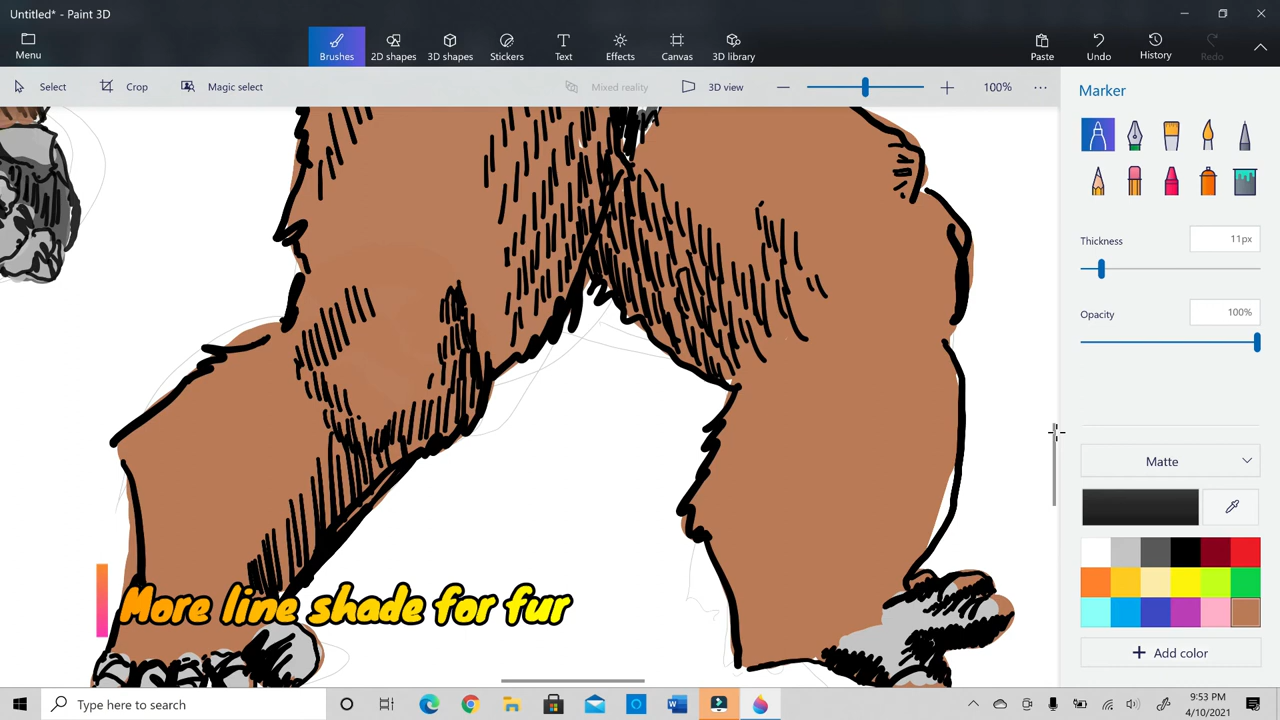 Untitled* - Paint 3D
Menu
Brushes
2D shapes
3D shapes
Stickers
Text
Effects
Canvas
3D library
Paste
Undo
History
Redo
Select
Crop
Magic select
Mixed reality
3D view
100%
Marker
Thickness
11px
Opacity
100%
Matte
Add color
More line shade for fur
Type here to search
9:53 PM
4/10/2021